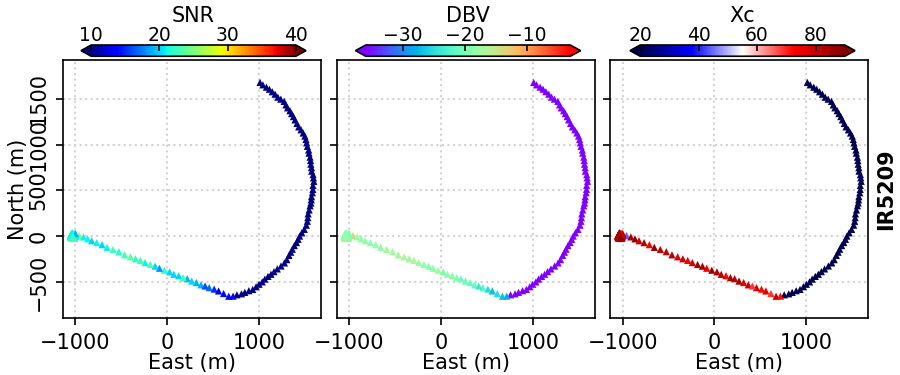 SNR DBV Xc
10 20 30 40 −30 −20 −10 20 40 60 80
1500
1000
500
0
−500
North (m)
−1000 0 1000 −1000 0 1000 −1000 0 1000
East (m) East (m) East (m)
IR5209